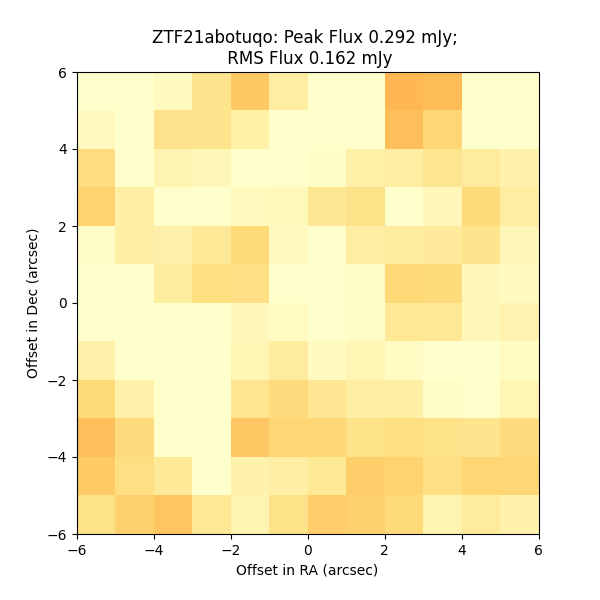 ZTF21abotuqo: Peak Flux 0.292 mJy;
RMS Flux 0.162 mJy
6
4
2
0
−2
−4
−6
Offset in Dec (arcsec)
−6 −4 −2 0 2 4 6
Offset in RA (arcsec)